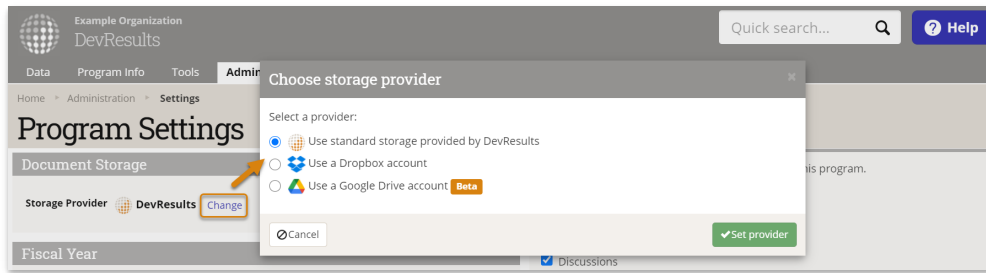 Example Organization
DevResults
Quick search...
Help
Data Program Info Tools Admin
Home Administration Settings
Program Settings
Document Storage
Storage Provider DevResults Change
Fiscal Year
Choose storage provider
Select a provider:
Use standard storage provided by DevResults
Use a Dropbox account
Use a Google Drive account Beta
Cancel
Set provider
his program.
Discussions